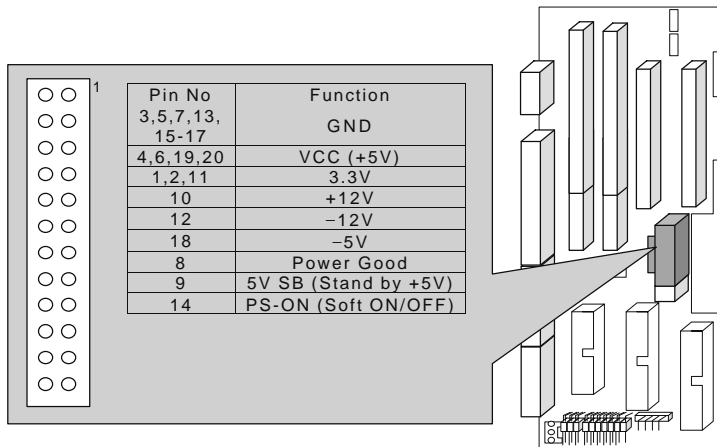 1
Pin No Function
3,5,7,13,
15-17 GND
4,6,19,20 VCC (+5V)
1,2,11 3.3V
10 +12V
12 −12V
18 −5V
8 Power Good
9 5V SB (Stand by +5V)
14 PS-ON (Soft ON/OFF)